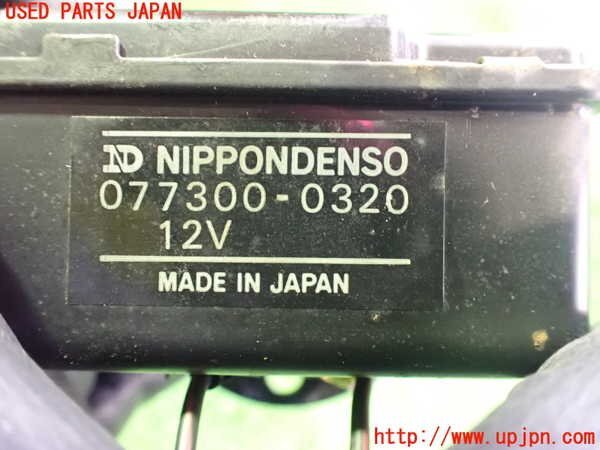 USED PARTS JAPAN
ND NIPPONDENSO
077300-0320
12V
MADE IN JAPAN
http://www.upjpn.com/